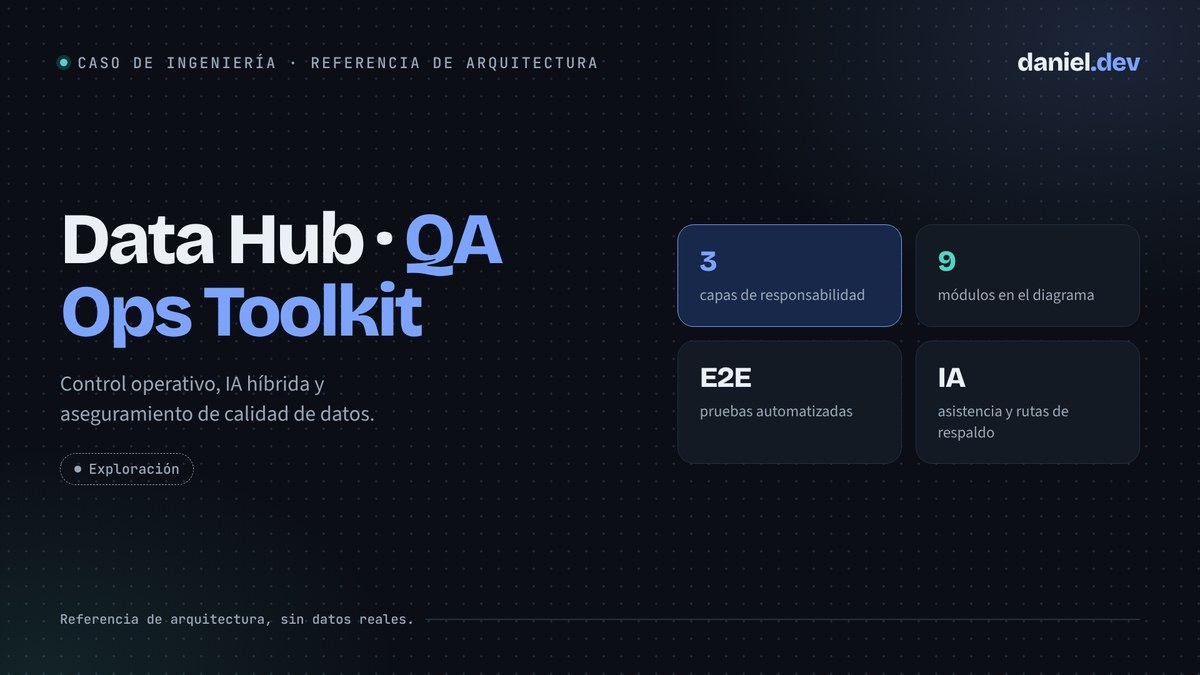 CASO DE INGENIERÍA · REFERENCIA DE ARQUITECTURA
daniel.dev
Data Hub · QA
Ops Toolkit
Control operativo, IA híbrida y
aseguramiento de calidad de datos.
Exploración
3
capas de responsabilidad
9
módulos en el diagrama
E2E
pruebas automatizadas
IA
asistencia y rutas de
respaldo
Referencia de arquitectura, sin datos reales.